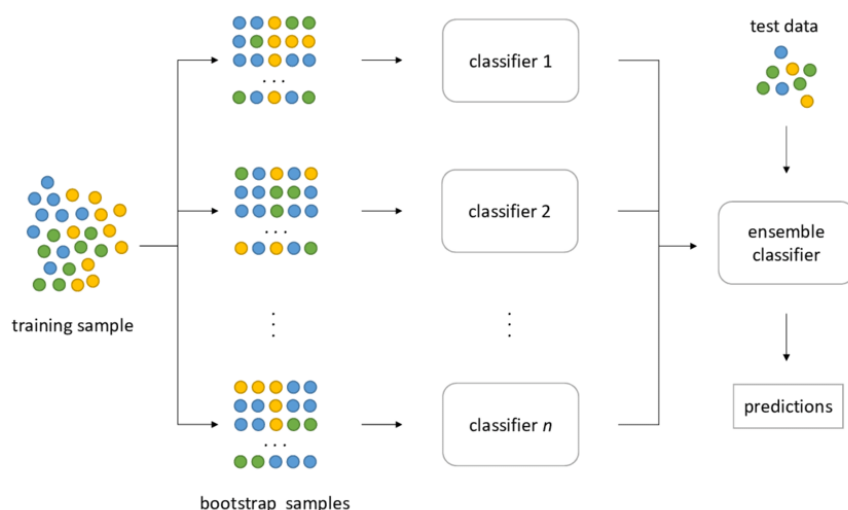 test data
classifier 1
...
classifier 2
...
ensemble
classifier
training sample
classifier n
predictions
...
bootstrap samples